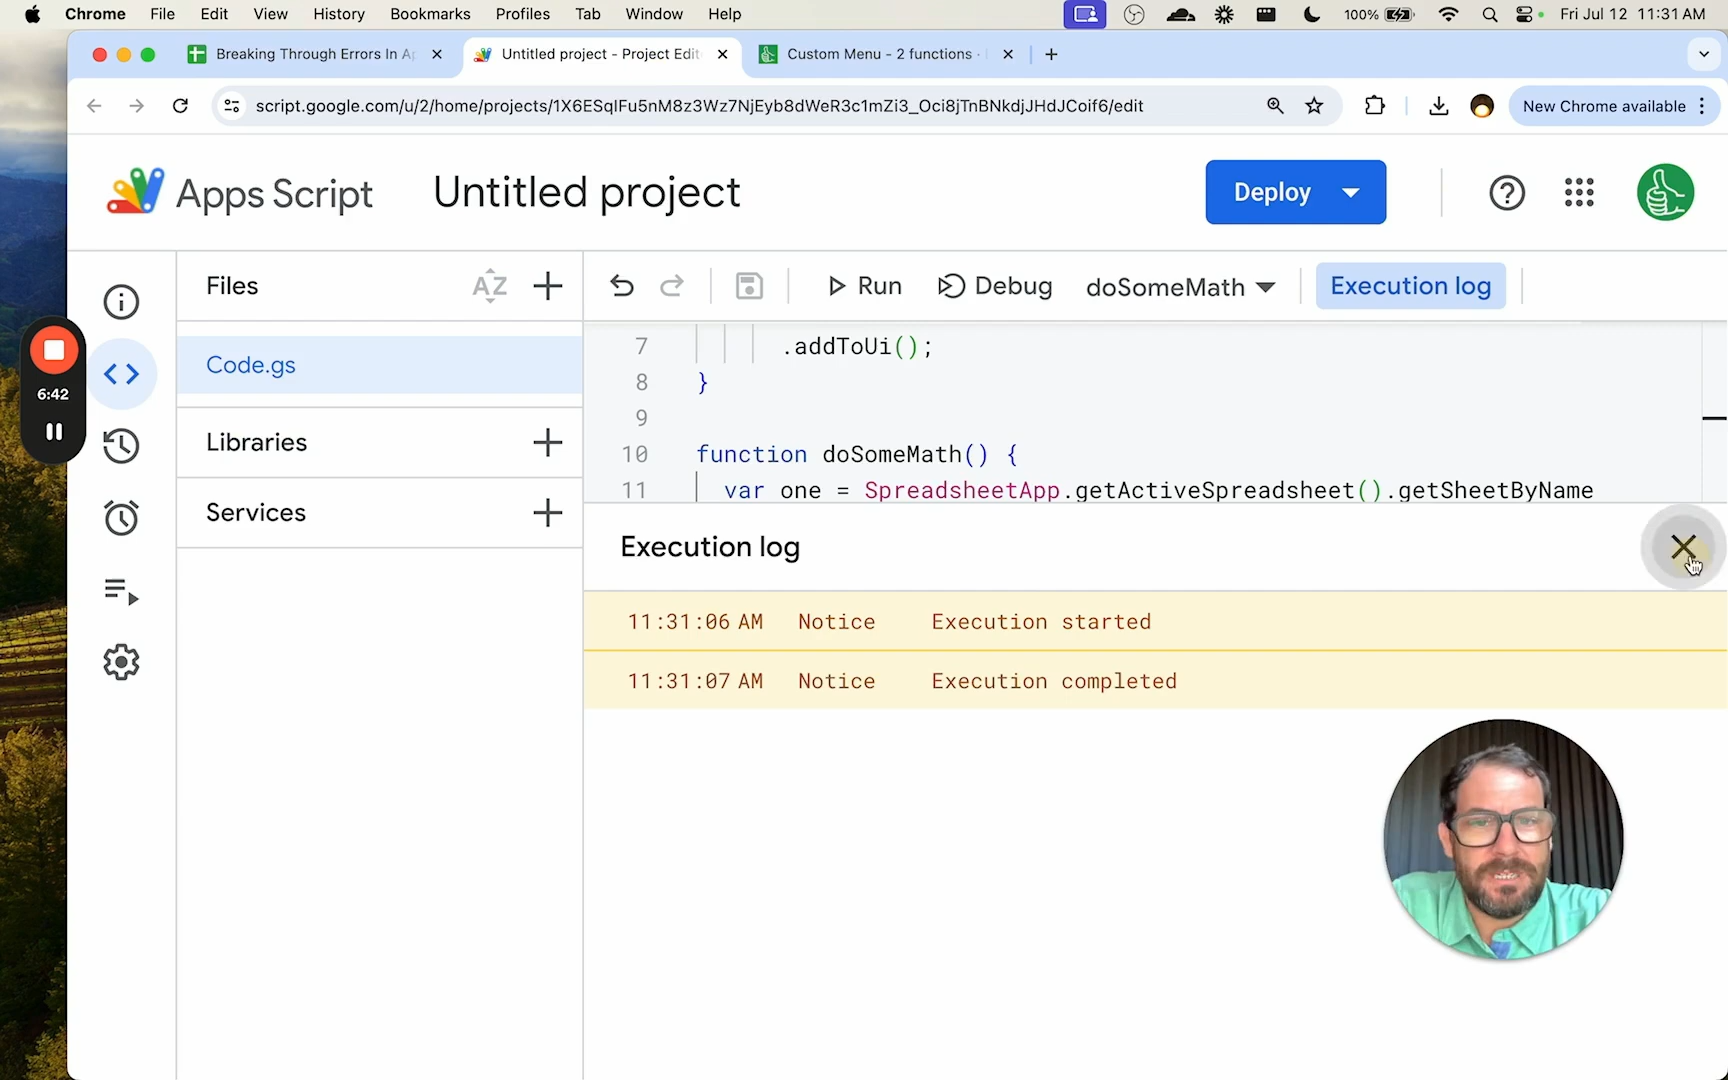 Chrome File Edit View History Bookmarks Profiles Tab Window Help 100% Fri Jul 12 11:31 AM
Breaking Through Errors In Ap
Untitled project - Project Edit
Custom Menu - 2 functions ·
script.google.com/u/2/home/projects/1X6ESqlFu5nM8z3Wz7NjEyb8dWeR3c1mZi3_Oci8jTnBNkdjJHdJCoif6/edit
New Chrome available
Apps Script
Untitled project
Deploy
Files
AZ
Run
Debug
doSomeMath
Execution log
Code.gs
Libraries
Services
6:42
7 .addToUi();
8 }
9
10 function doSomeMath() {
11 var one = SpreadsheetApp.getActiveSpreadsheet().getSheetByName
Execution log
11:31:06 AM Notice Execution started
11:31:07 AM Notice Execution completed